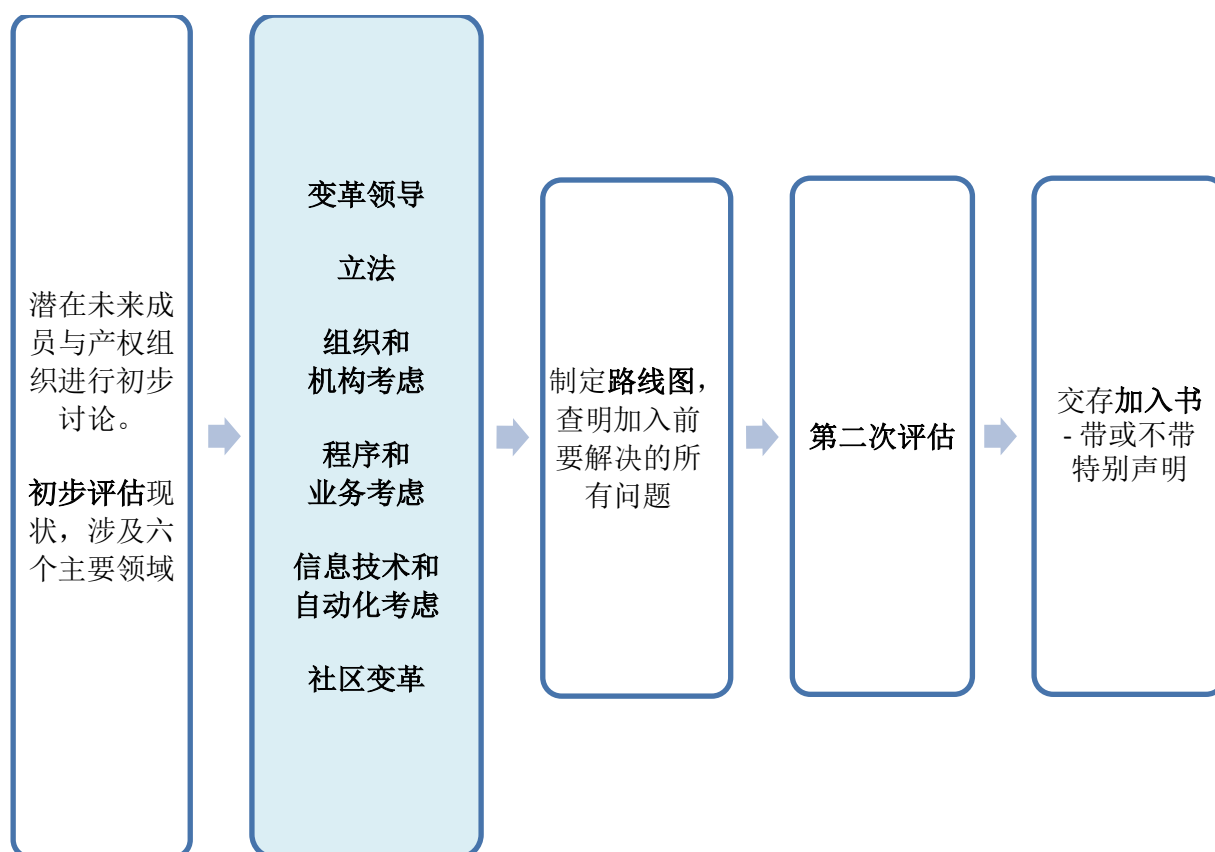 潜在未来成
员与产权组
织进行初步
讨论。
初步评估现
状，涉及六
个主要领域
变革领导
立法
组织和
机构考虑
程序和
业务考虑
信息技术和
自动化考虑
社区变革
制定路线图，
查明加入前
要解决的所
有问题
第二次评估
交存加入书
- 带或不带
特别声明